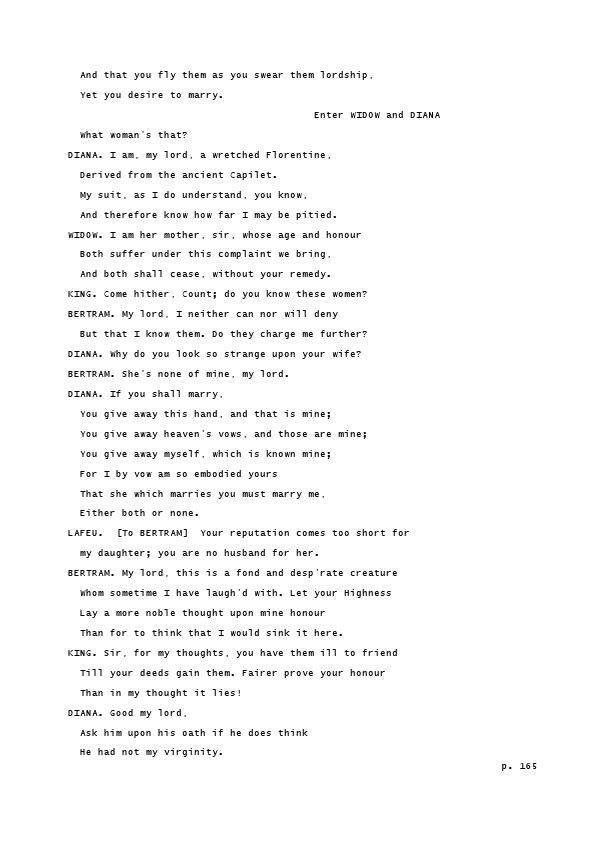 And that you fly them as you swear them lordship,
Yet you desire to marry.
Enter WIDOW and DIANA
What woman's that?
DIANA. I am, my lord, a wretched Florentine,
Derived from the ancient Capilet.
My suit, as I do understand, you know,
And therefore know how far I may be pitied.
WIDOW. I am her mother, sir, whose age and honour
Both suffer under this complaint we bring,
And both shall cease, without your remedy.
KING. Come hither, Count; do you know these women?
BERTRAM. My lord, I neither can nor will deny
But that I know them. Do they charge me further?
DIANA. Why do you look so strange upon your wife?
BERTRAM. She's none of mine, my lord.
DIANA. If you shall marry,
You give away this hand, and that is mine;
You give away heaven's vows, and those are mine;
You give away myself, which is known mine;
For I by vow am so embodied yours
That she which marries you must marry me,
Either both or none.
LAFEU.  [To BERTRAM]  Your reputation comes too short for
my daughter; you are no husband for her.
BERTRAM. My lord, this is a fond and desp'rate creature
Whom sometime I have laugh'd with. Let your Highness
Lay a more noble thought upon mine honour
Than for to think that I would sink it here.
KING. Sir, for my thoughts, you have them ill to friend
Till your deeds gain them. Fairer prove your honour
Than in my thought it lies!
DIANA. Good my lord,
Ask him upon his oath if he does think
He had not my virginity.
p. 165